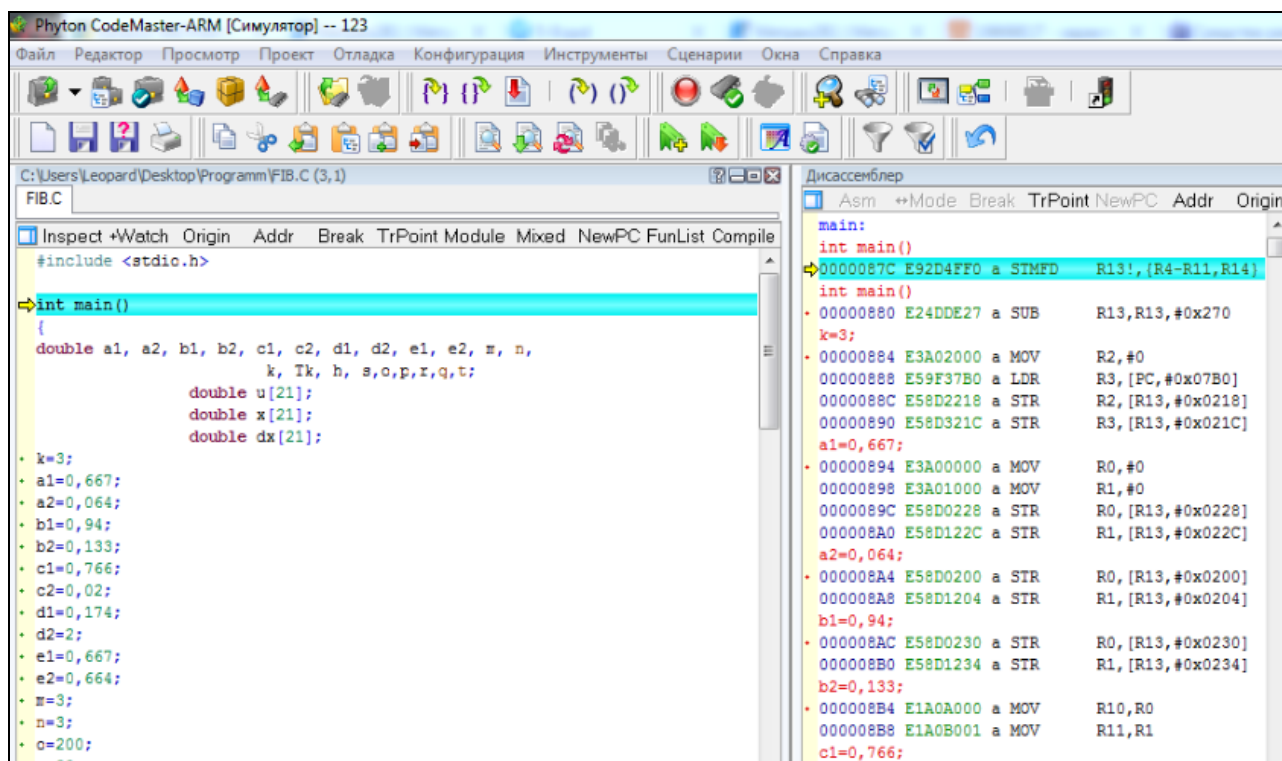 Phyton CodeMaster-ARM [Симулятор] -- 123
Файл Редактор Просмотр Проект Отладка Конфигурация Инструменты Сценарии Окна Справка
C:\Users\Leopard\Desktop\Programm\FIB.C (3,1)
FIB.C
Inspect +Watch Origin Addr Break TrPoint Module Mixed NewPC FunList Compile
#include <stdio.h>
int main()
{
double a1, a2, b1, b2, c1, c2, d1, d2, e1, e2, m, n,
k, Tk, h, s,o,p,r,q,t;
double u[21];
double x[21];
double dx[21];
k=3;
a1=0,667;
a2=0,064;
b1=0,94;
b2=0,133;
c1=0,766;
c2=0,02;
d1=0,174;
d2=2;
e1=0,667;
e2=0,664;
m=3;
n=3;
o=200;
Дисассемблер
Asm ↔Mode Break TrPoint NewPC Addr Origin
main:
int main()
0000087C E92D4FF0 a STMFD R13!,{R4-R11,R14}
int main()
00000880 E24DDE27 a SUB R13,R13,#0x270
k=3;
00000884 E3A02000 a MOV R2,#0
00000888 E59F37B0 a LDR R3,[PC,#0x07B0]
0000088C E58D2218 a STR R2,[R13,#0x0218]
00000890 E58D321C a STR R3,[R13,#0x021C]
a1=0,667;
00000894 E3A00000 a MOV R0,#0
00000898 E3A01000 a MOV R1,#0
0000089C E58D0228 a STR R0,[R13,#0x0228]
000008A0 E58D122C a STR R1,[R13,#0x022C]
a2=0,064;
000008A4 E58D0200 a STR R0,[R13,#0x0200]
000008A8 E58D1204 a STR R1,[R13,#0x0204]
b1=0,94;
000008AC E58D0230 a STR R0,[R13,#0x0230]
000008B0 E58D1234 a STR R1,[R13,#0x0234]
b2=0,133;
000008B4 E1A0A000 a MOV R10,R0
000008B8 E1A0B001 a MOV R11,R1
c1=0,766;